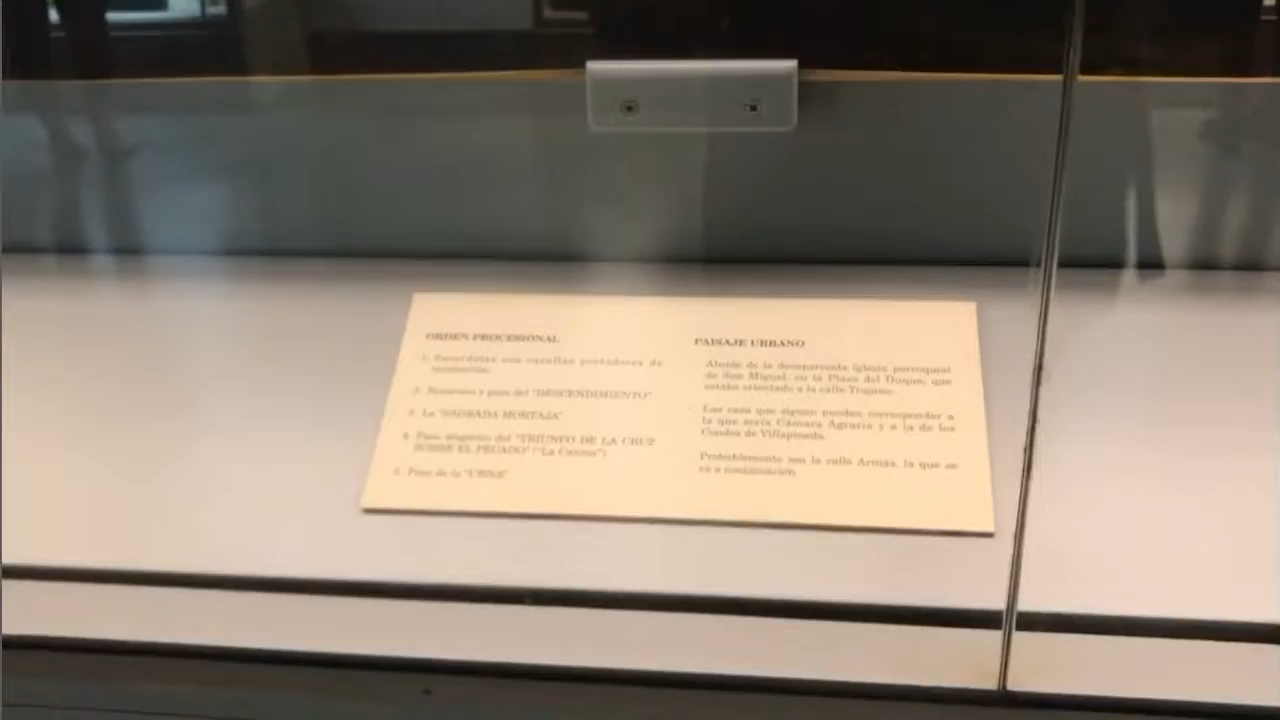 ORDEN PROCESIONAL
1. Sacerdotes con casullas portadores de
2. Nazarenos y paso del "DESCENDIMIENTO"
3. La "SAGRADA MORTAJA"
4. Paso alegórico del "TRIUNFO DE LA CRUZ
SOBRE EL PECADO" ("La Canina")
5. Paso de la "URNA"
PAISAJE URBANO
Alzado de la desaparecida iglesia parroquial
de San Miguel, en la Plaza del Duque, que
estaba orientado a la calle Trajano.
Las casa que siguen pueden corresponder a
la que sería Cámara Agraria y a la de los
Condes de Villapineda.
Probablemente sea la calle Armas, la que se
ve a continuación